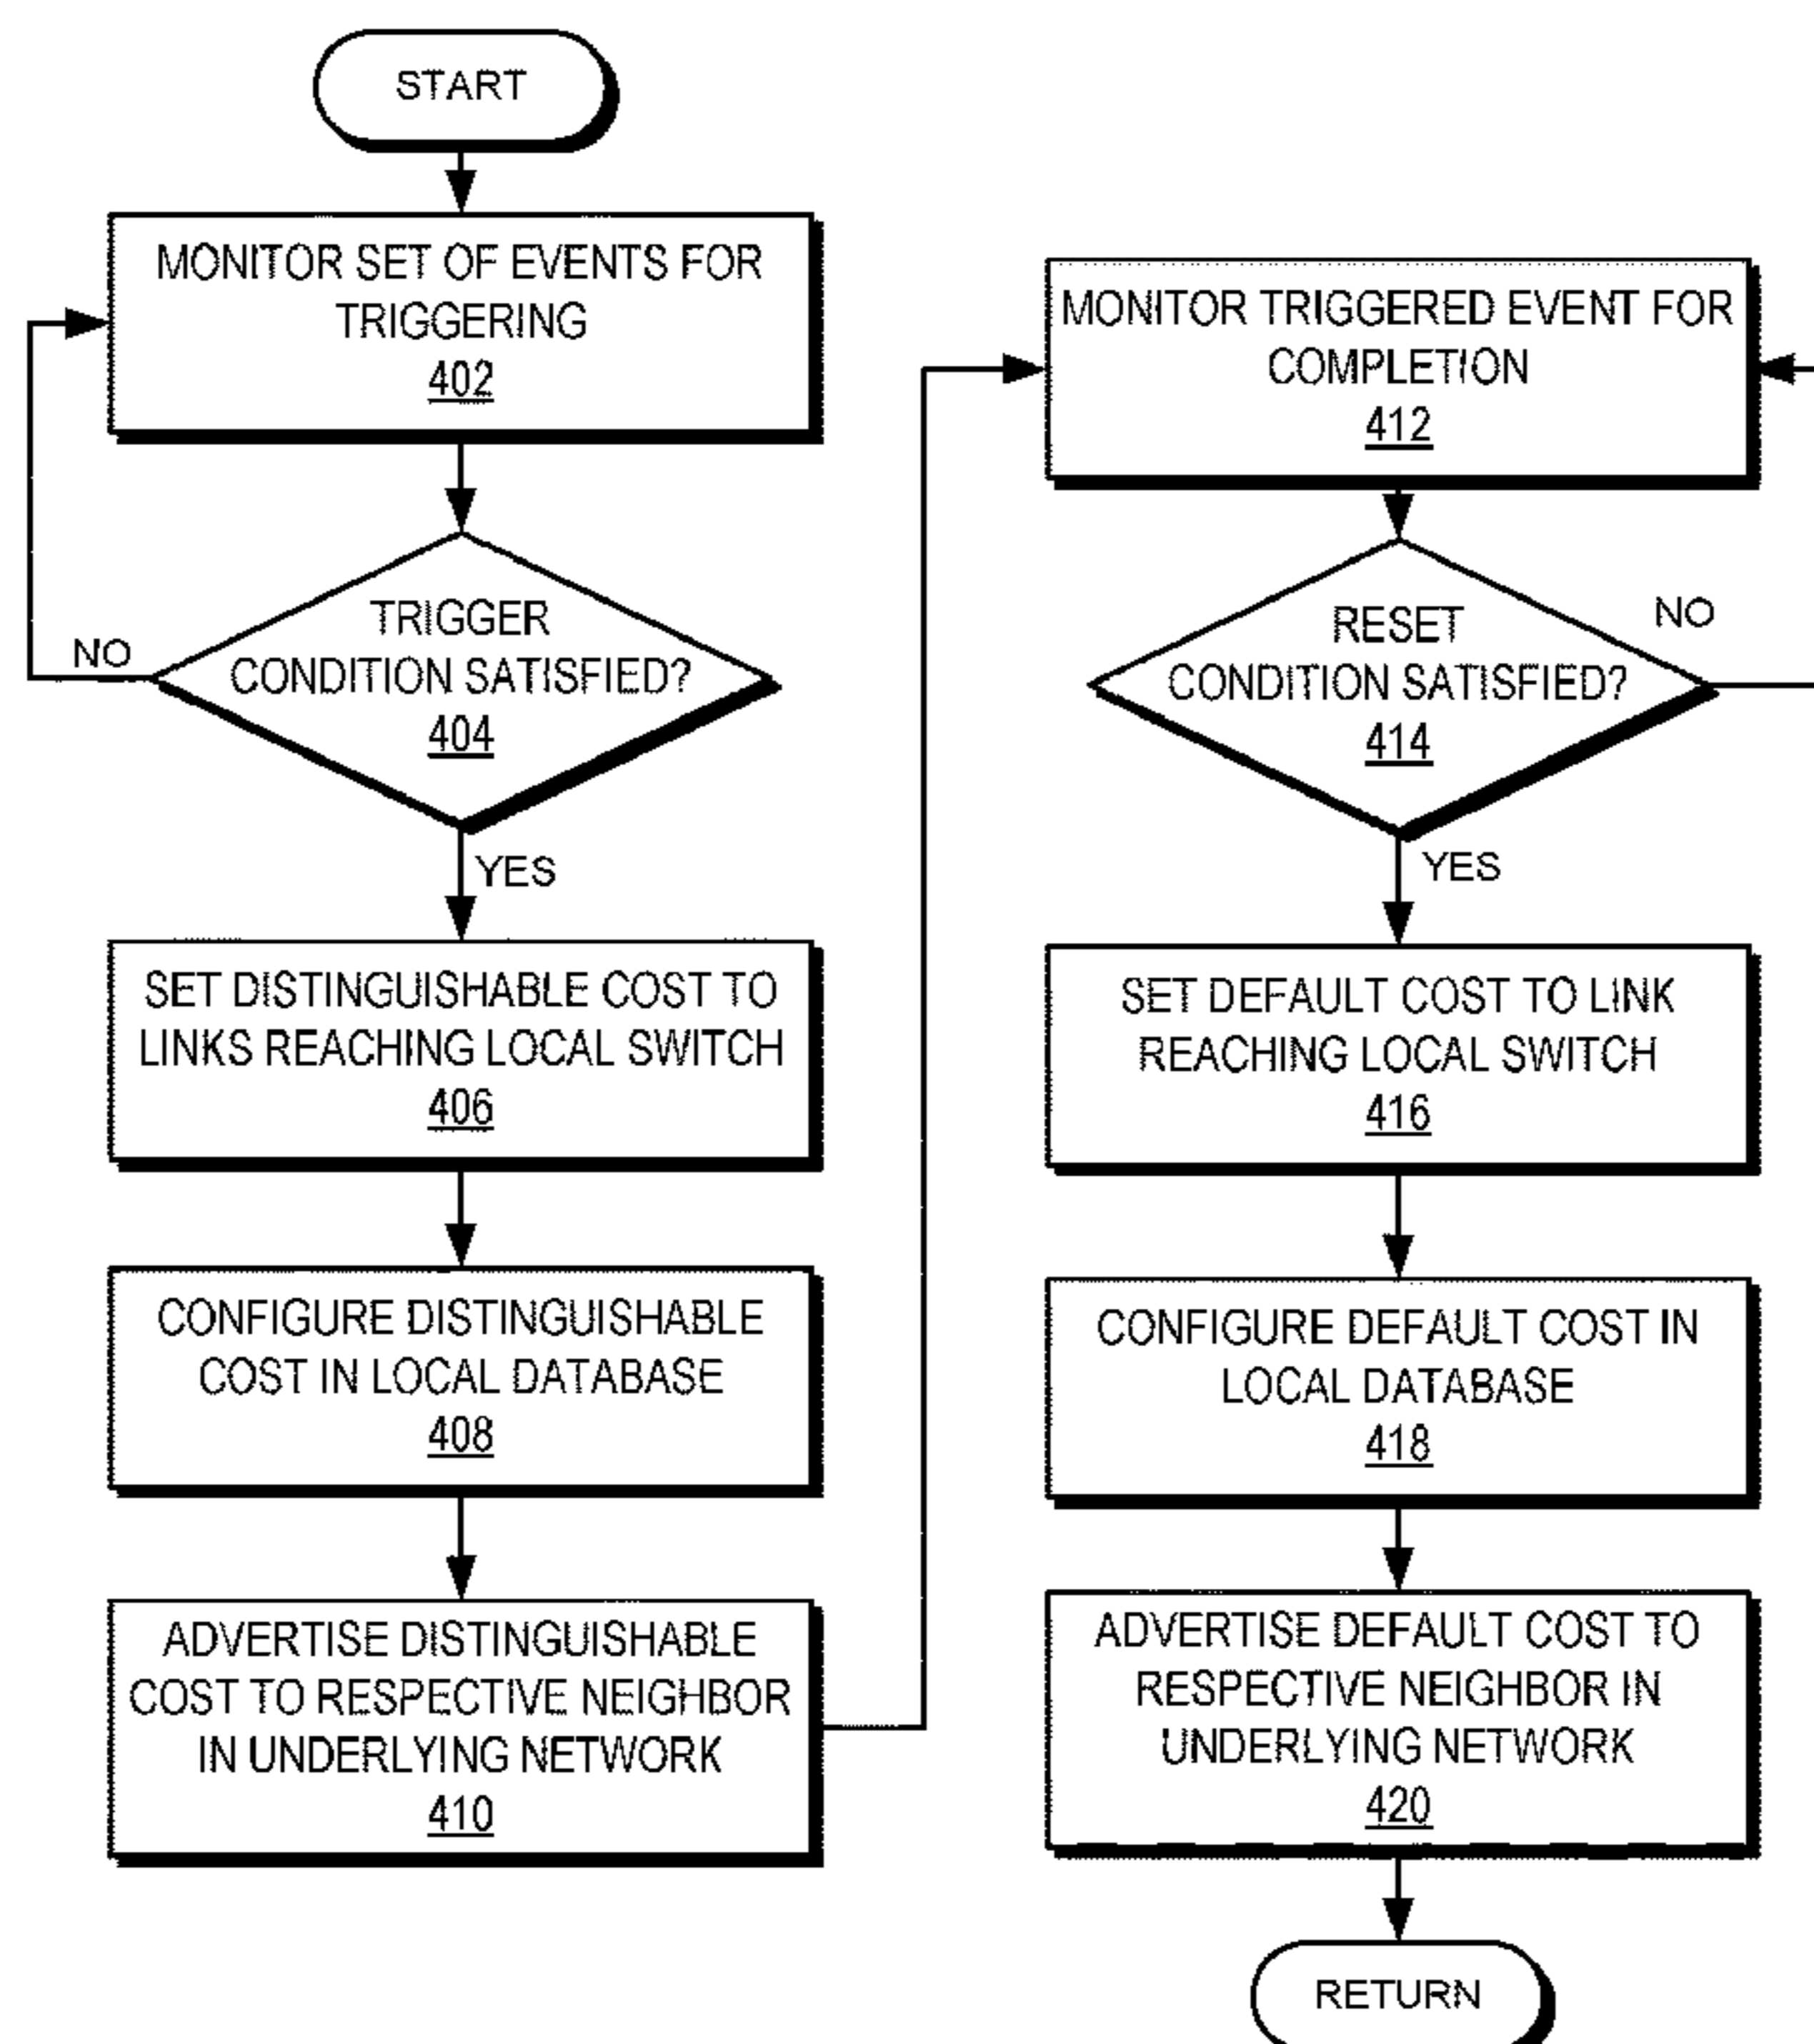 START
MONITOR SET OF EVENTS FOR
TRIGGERING
402
TRIGGER
CONDITION SATISFIED?
404
NO
YES
SET DISTINGUISHABLE COST TO
LINKS REACHING LOCAL SWITCH
406
CONFIGURE DISTINGUISHABLE
COST IN LOCAL DATABASE
408
ADVERTISE DISTINGUISHABLE
COST TO RESPECTIVE NEIGHBOR
IN UNDERLYING NETWORK
410
MONITOR TRIGGERED EVENT FOR
COMPLETION
412
RESET
CONDITION SATISFIED?
414
NO
YES
SET DEFAULT COST TO LINK
REACHING LOCAL SWITCH
416
CONFIGURE DEFAULT COST IN
LOCAL DATABASE
418
ADVERTISE DEFAULT COST TO
RESPECTIVE NEIGHBOR IN
UNDERLYING NETWORK
420
RETURN